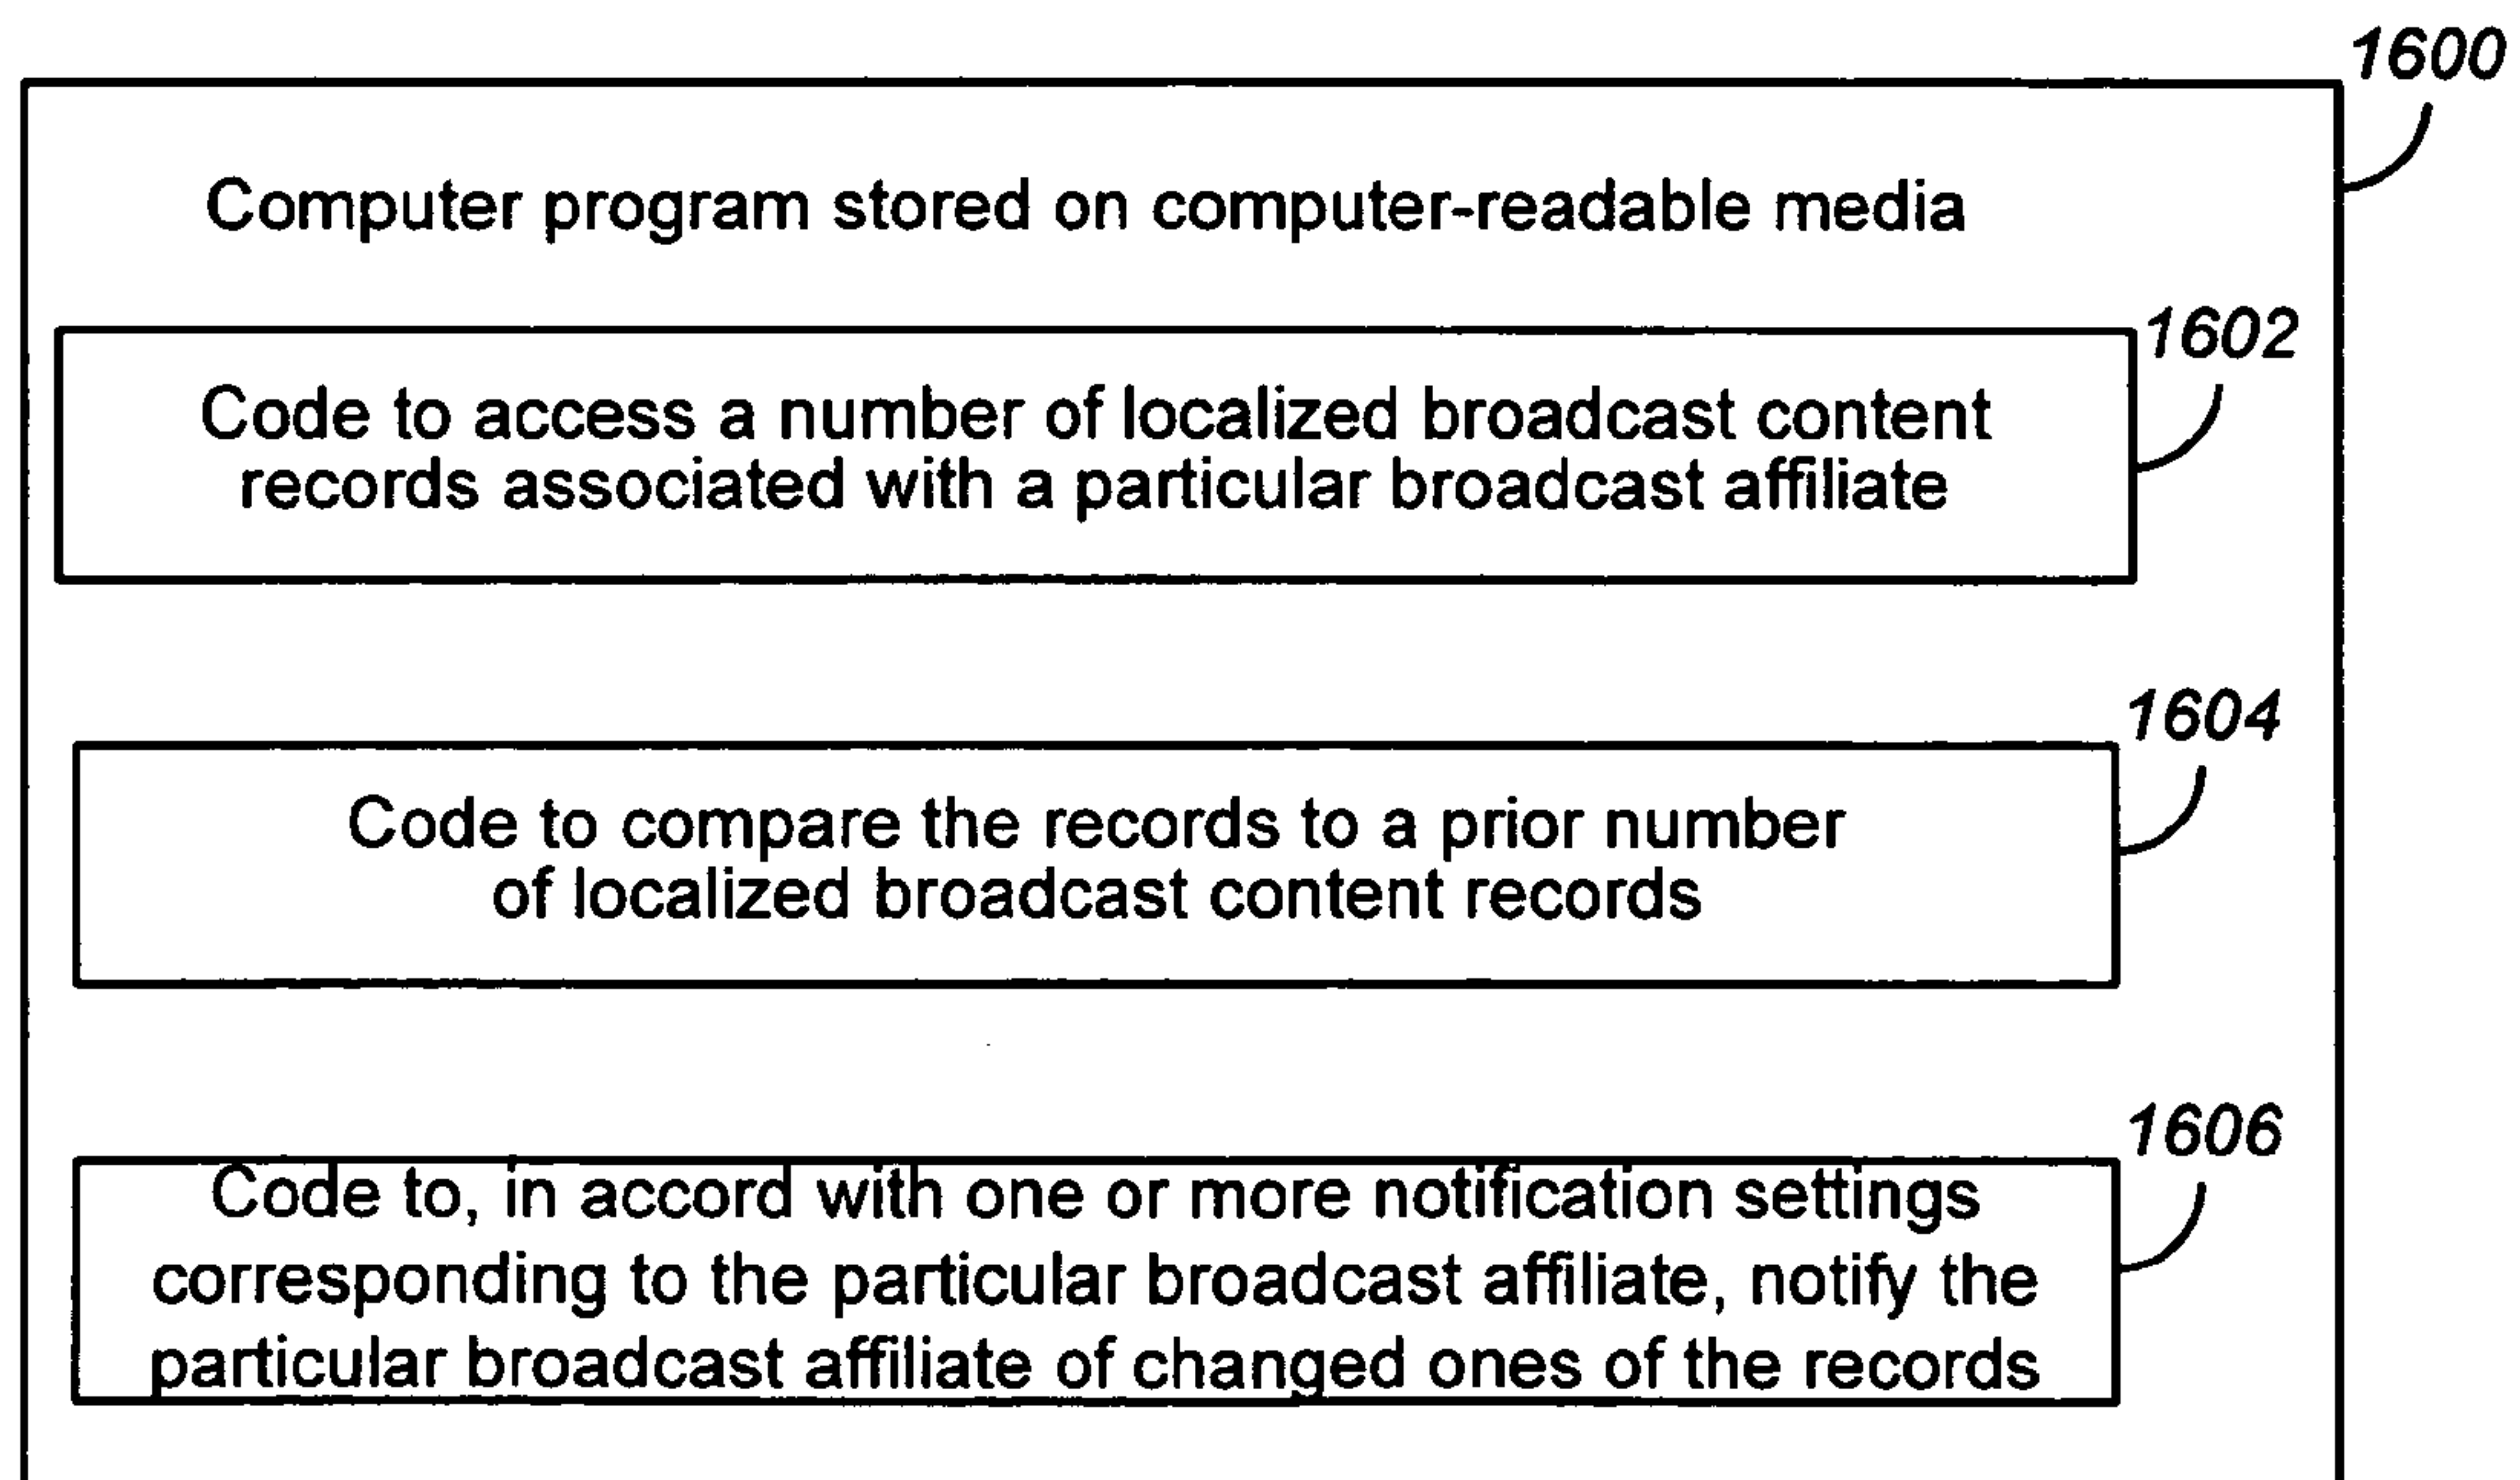 1600
Computer program stored on computer-readable media
1602
Code to access a number of localized broadcast content
records associated with a particular broadcast affiliate
1604
Code to compare the records to a prior number
of localized broadcast content records
1606
Code to, in accord with one or more notification settings
corresponding to the particular broadcast affiliate, notify the
particular broadcast affiliate of changed ones of the records